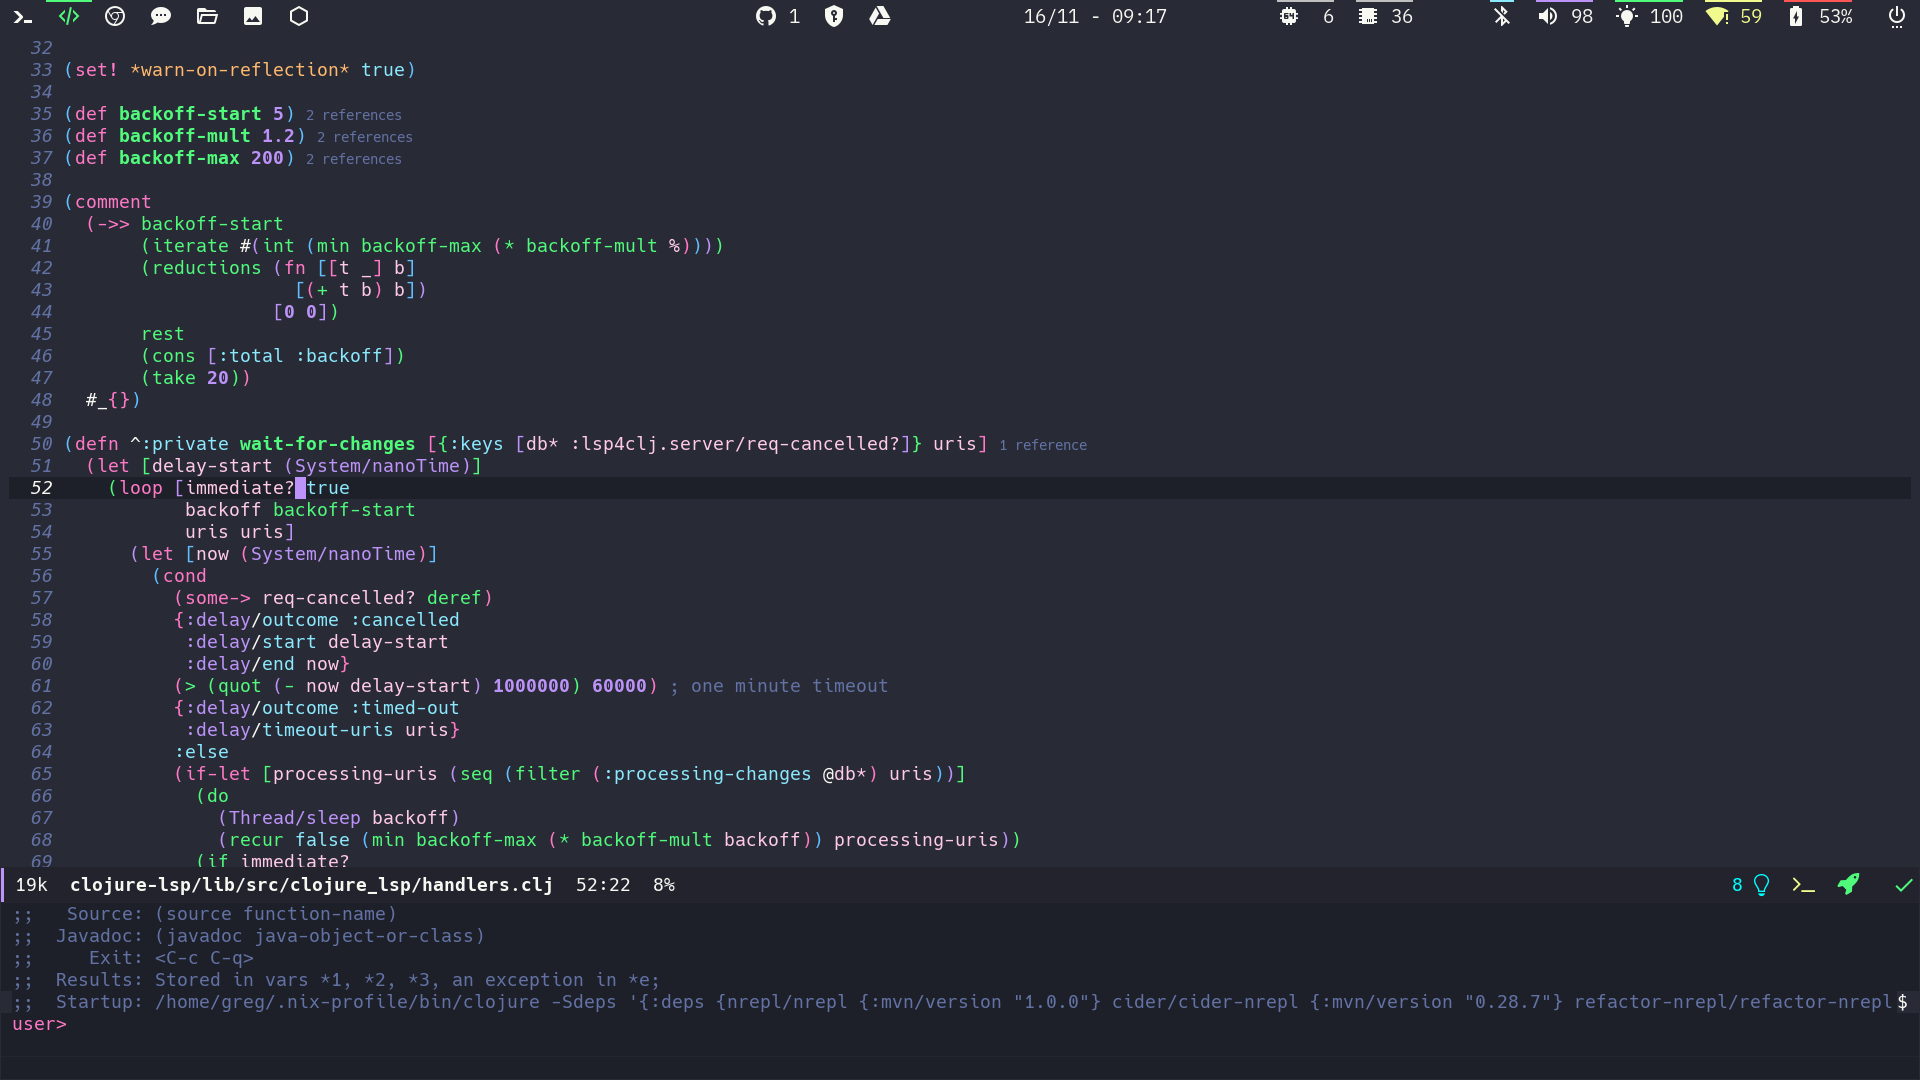 1 16/11 - 09:17 6 36 98 100 59 53%
32
33 (set! *warn-on-reflection* true)
34
35 (def backoff-start 5) 2 references
36 (def backoff-mult 1.2) 2 references
37 (def backoff-max 200) 2 references
38
39 (comment
40 (->> backoff-start
41 (iterate #(int (min backoff-max (* backoff-mult %))))
42 (reductions (fn [[t _] b]
43 [(+ t b) b])
44 [0 0])
45 rest
46 (cons [:total :backoff])
47 (take 20))
48 #_{})
49
50 (defn ^:private wait-for-changes [{:keys [db* :lsp4clj.server/req-cancelled?]} uris] 1 reference
51 (let [delay-start (System/nanoTime)]
52 (loop [immediate? true
53 backoff backoff-start
54 uris uris]
55 (let [now (System/nanoTime)]
56 (cond
57 (some-> req-cancelled? deref)
58 {:delay/outcome :cancelled
59 :delay/start delay-start
60 :delay/end now}
61 (> (quot (- now delay-start) 1000000) 60000) ; one minute timeout
62 {:delay/outcome :timed-out
63 :delay/timeout-uris uris}
64 :else
65 (if-let [processing-uris (seq (filter (:processing-changes @db*) uris))]
66 (do
67 (Thread/sleep backoff)
68 (recur false (min backoff-max (* backoff-mult backoff)) processing-uris))
69 (if immediate?
19k clojure-lsp/lib/src/clojure_lsp/handlers.clj 52:22 8% 8
;; Source: (source function-name)
;; Javadoc: (javadoc java-object-or-class)
;; Exit: <C-c C-q>
;; Results: Stored in vars *1, *2, *3, an exception in *e;
;; Startup: /home/greg/.nix-profile/bin/clojure -Sdeps '{:deps {nrepl/nrepl {:mvn/version "1.0.0"} cider/cider-nrepl {:mvn/version "0.28.7"} refactor-nrepl/refactor-nrepl$
user>